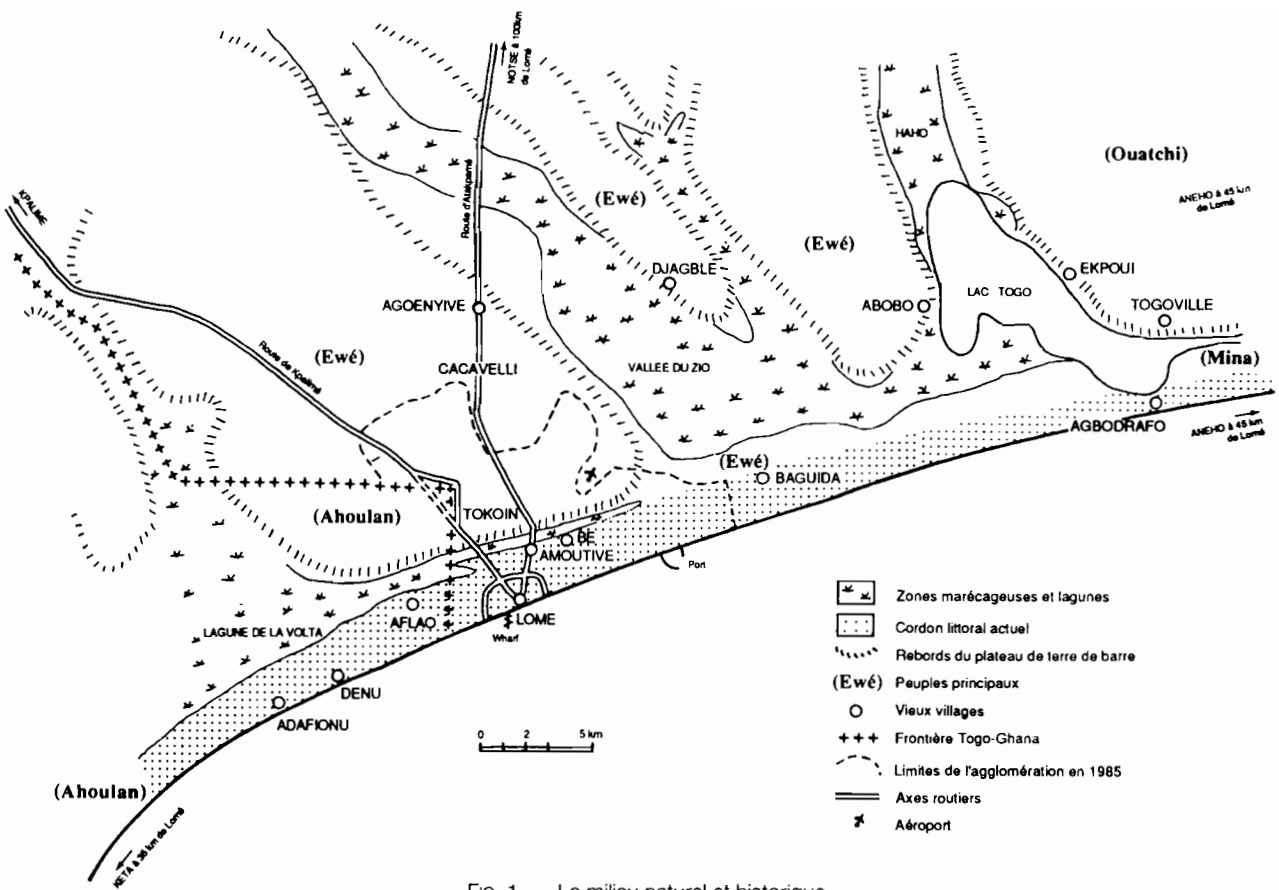 NOTSE à 100km
de Lomé
KPALIME
Route d'Atakpamé
HAHO
(Ouatchi)
ANEHO à 45 km
de Lomé
(Ewé)
(Ewé)
DJAGBLE
EKPOUI
LAC TOGO
ABOBO
TOGOVILLE
AGOENYIVE
(Ewé)
Route de Kpalimé
CACAVELLI
VALLEE DU ZIO
(Mina)
AGBODRAFO
ANEHO à 45 km
de Lomé
(Ewé)
BAGUIDA
(Ahoulan)
TOKOIN
BE
AMOUTIVE
Port
AFLAO
LOME
Wharf
LAGUNE DE LA VOLTA
DENU
ADAFIONU
(Ahoulan)
KETA à 35 km de Lomé
0 2 5 km
Zones marécageuses et lagunes
Cordon littoral actuel
Rebords du plateau de terre de barre
(Ewé) Peuples principaux
Vieux villages
+++ Frontière Togo-Ghana
Limites de l'agglomération en 1985
Axes routiers
Aéroport
FIG. 1. Le milieu naturel et historique